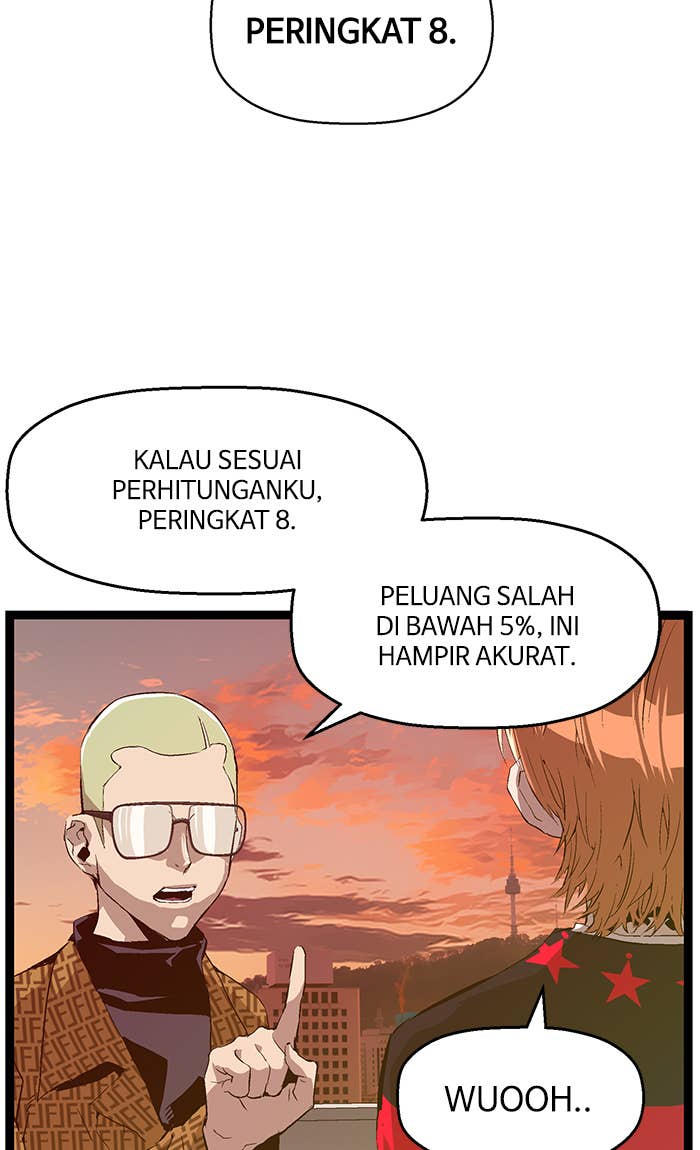 PERINGKAT 8.
KALAU SESUAI
PERHITUNGANKU,
PERINGKAT 8.
PELUANG SALAH
DI BAWAH 5%, INI
HAMPIR AKURAT.
WUOOH..